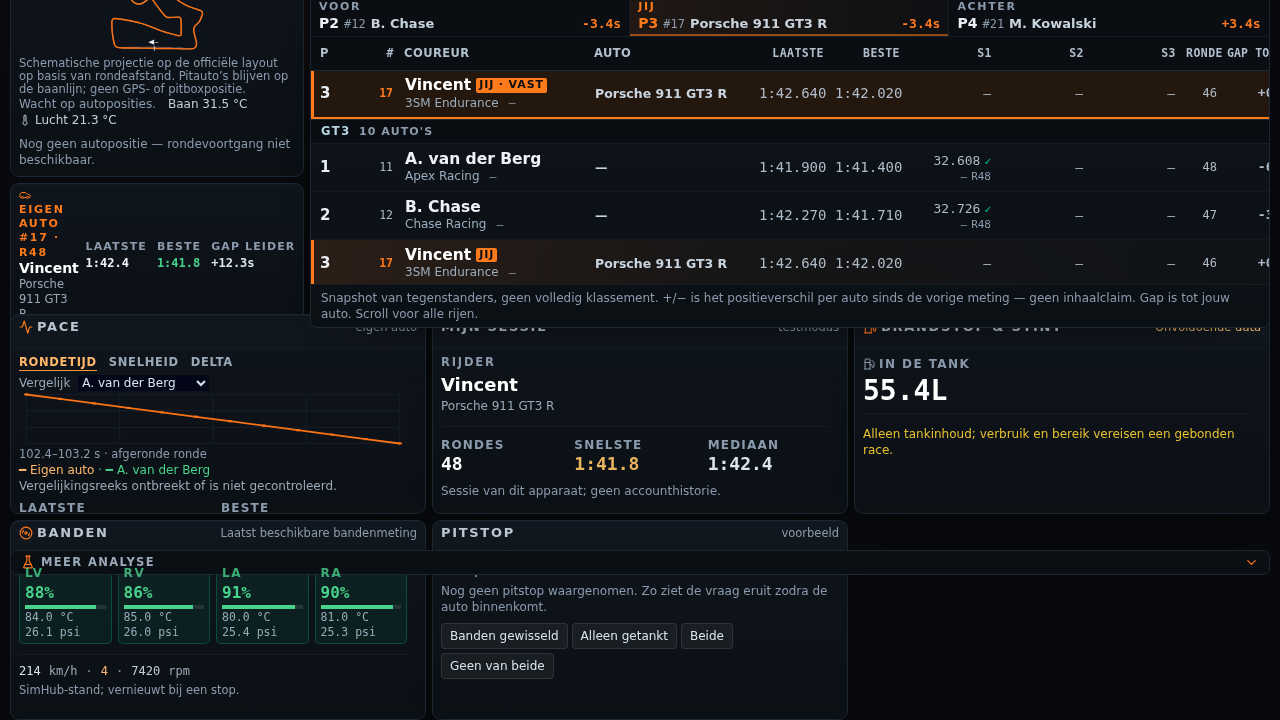 Schematische projectie op de officiële layout
op basis van rondeafstand. Pitauto's blijven op
de baanlijn; geen GPS- of pitboxpositie.
Wacht op autoposities. Baan 31.5 °C
Lucht 21.3 °C
Nog geen autopositie — rondevoortgang niet
beschikbaar.
EIGEN
AUTO
#17 ·
R48
Vincent
Porsche
911 GT3
R
LAATSTE BESTE GAP LEIDER
1:42.4 1:41.8 +12.3s
VOOR
P2 #12 B. Chase -3.4s
JIJ
P3 #17 Porsche 911 GT3 R -3.4s
ACHTER
P4 #21 M. Kowalski +3.4s
P # COUREUR AUTO LAATSTE BESTE S1 S2 S3 RONDE GAP TO
3 17 Vincent JIJ · VAST Porsche 911 GT3 R 1:42.640 1:42.020 — — — 46 +0
3SM Endurance —
GT3 10 AUTO'S
1 11 A. van der Berg — 1:41.900 1:41.400 32.608 ✓ — — 48
Apex Racing — — R48
2 12 B. Chase — 1:42.270 1:41.710 32.726 ✓ — — 47 -3
Chase Racing — — R48
3 17 Vincent JIJ Porsche 911 GT3 R 1:42.640 1:42.020 — — — 46 +0
3SM Endurance —
Snapshot van tegenstanders, geen volledig klassement. +/− is het positieverschil per auto sinds de vorige meting — geen inhaalclaim. Gap is tot jouw
auto. Scroll voor alle rijen.
PACE Eigen auto
RONDETIJD SNELHEID DELTA
Vergelijk A. van der Berg
102.4–103.2 s · afgeronde ronde
━ Eigen auto · ━ A. van der Berg
Vergelijkingsreeks ontbreekt of is niet gecontroleerd.
LAATSTE BESTE
MIJN SESSIE testmodus
RIJDER
Vincent
Porsche 911 GT3 R
RONDES SNELSTE MEDIAAN
48 1:41.8 1:42.4
Sessie van dit apparaat; geen accounthistorie.
BRANDSTOF & STINT Onvoldoende data
IN DE TANK
55.4L
Alleen tankinhoud; verbruik en bereik vereisen een gebonden
race.
BANDEN Laatst beschikbare bandenmeting
PITSTOP voorbeeld
MEER ANALYSE
LV RV LA RA
88% 86% 91% 90%
84.0 °C 85.0 °C 80.0 °C 81.0 °C
26.1 psi 26.0 psi 25.4 psi 25.3 psi
214 km/h · 4 · 7420 rpm
SimHub-stand; vernieuwt bij een stop.
Nog geen pitstop waargenomen. Zo ziet de vraag eruit zodra de
auto binnenkomt.
Banden gewisseld Alleen getankt Beide
Geen van beide